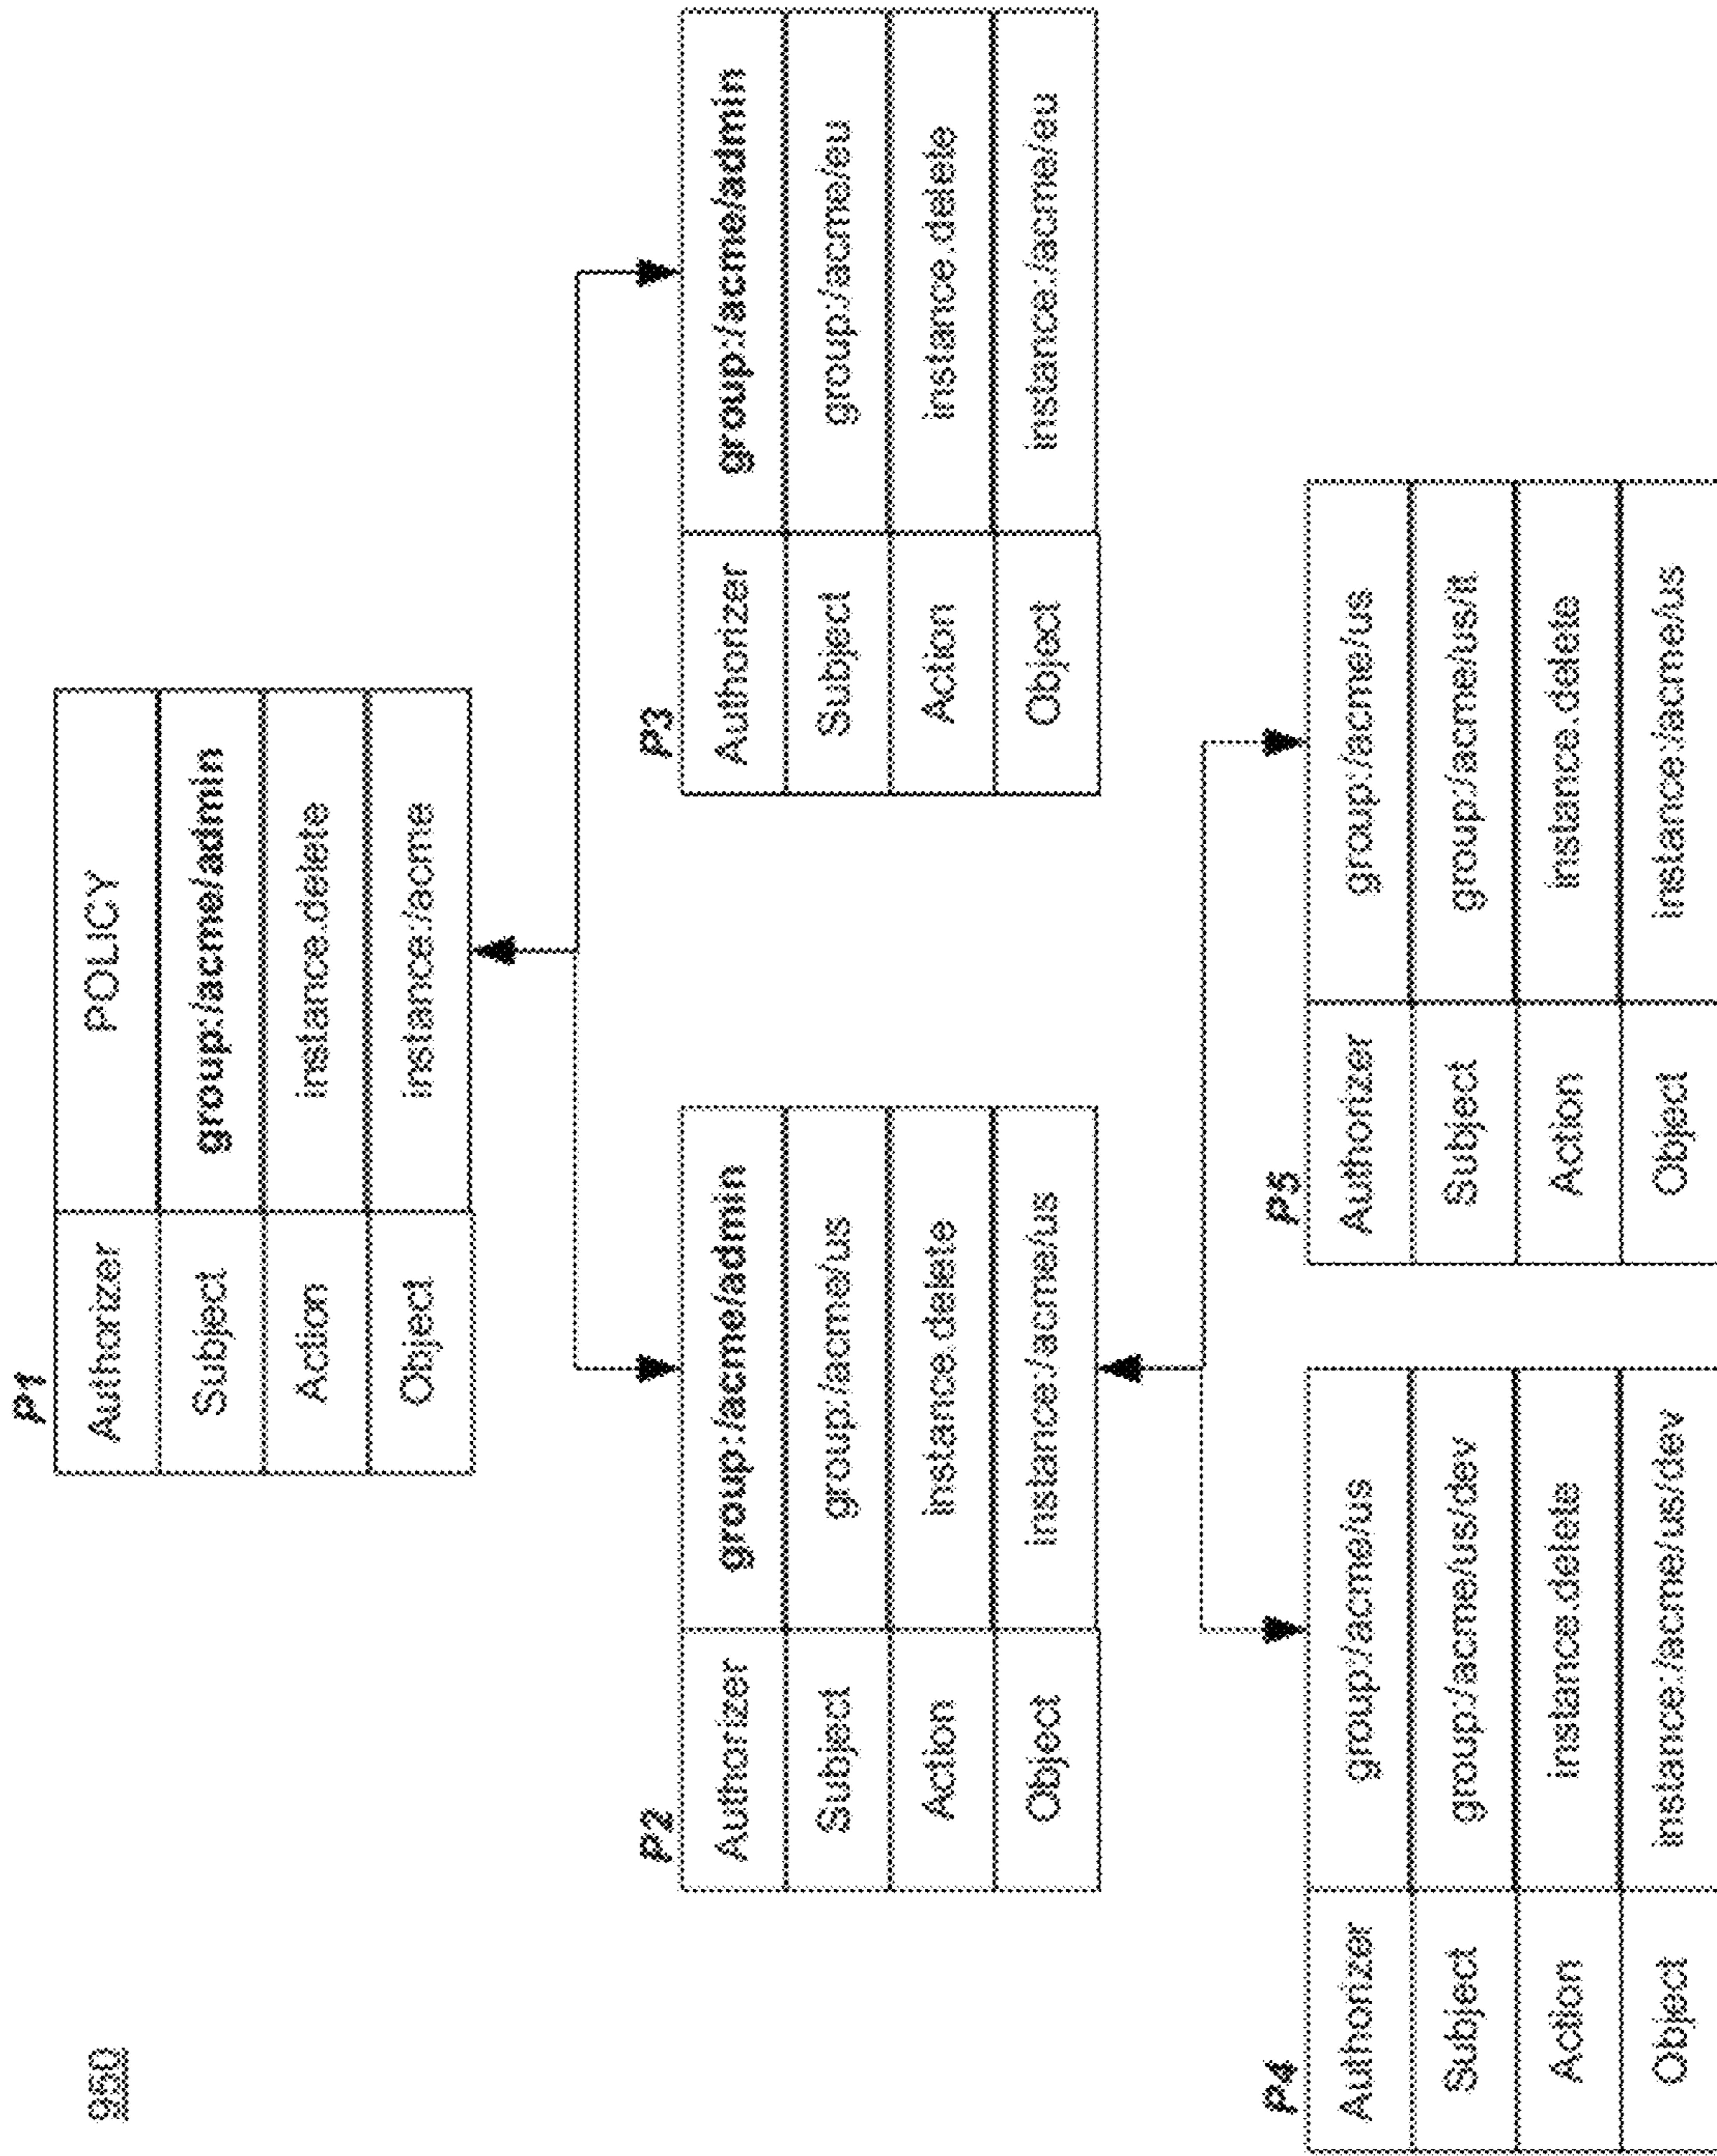 950
P1
Authorizer POLICY
Subject group:/acme/admin
Action instance.delete
Object instance:/acme
P2
Authorizer group:/acme/admin
Subject group:/acme/us
Action instance.delete
Object instance:/acme/us
P3
Authorizer group:/acme/admin
Subject group:/acme/eu
Action instance.delete
Object instance:/acme/eu
P4
Authorizer group:/acme/us
Subject group:/acme/us/dev
Action instance.delete
Object instance:/acme/us/dev
P5
Authorizer group:/acme/us
Subject group:/acme/us/it
Action instance.delete
Object instance:/acme/us